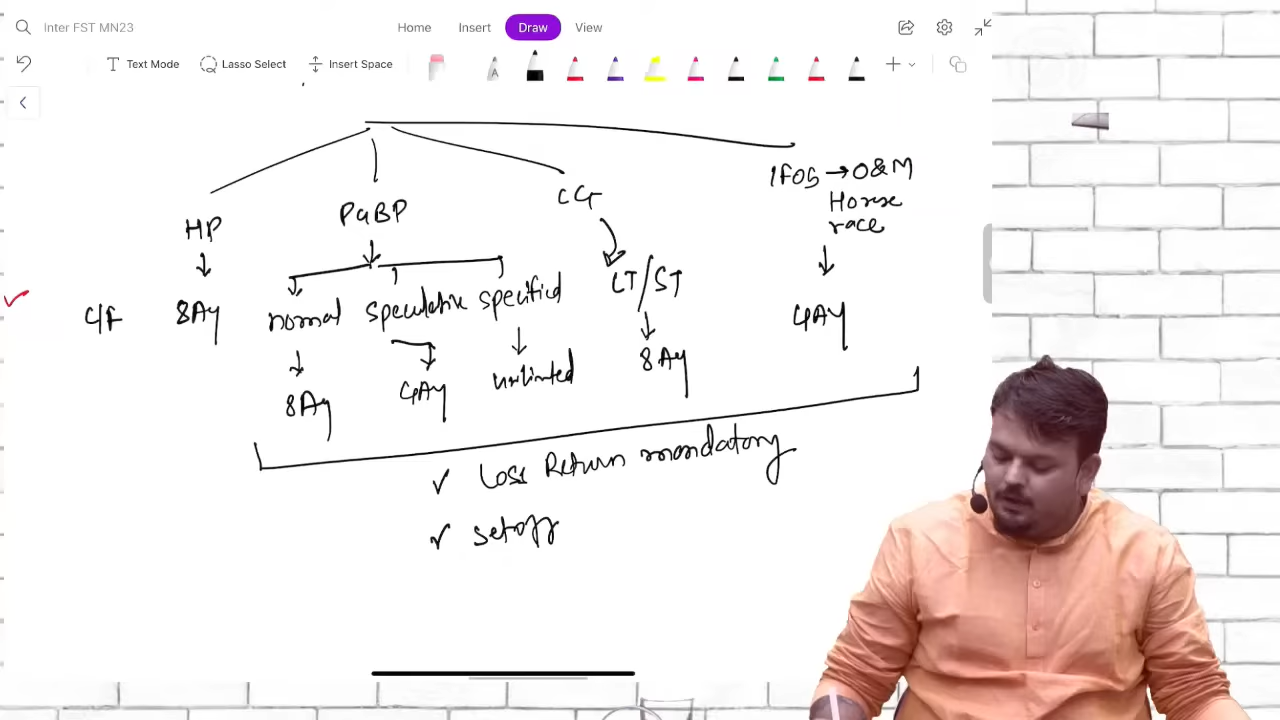 Inter FST MN23
Home Insert Draw View
Text Mode Lasso Select Insert Space
HP
PGBP
CG
IFOS → O & M
Horse
race
normal speculative specified
LT/ST
C/F 8Ay
8Ay
4Ay
unlimited
8Ay
4AY
✓ Loss Return mandatory
✓ setoff